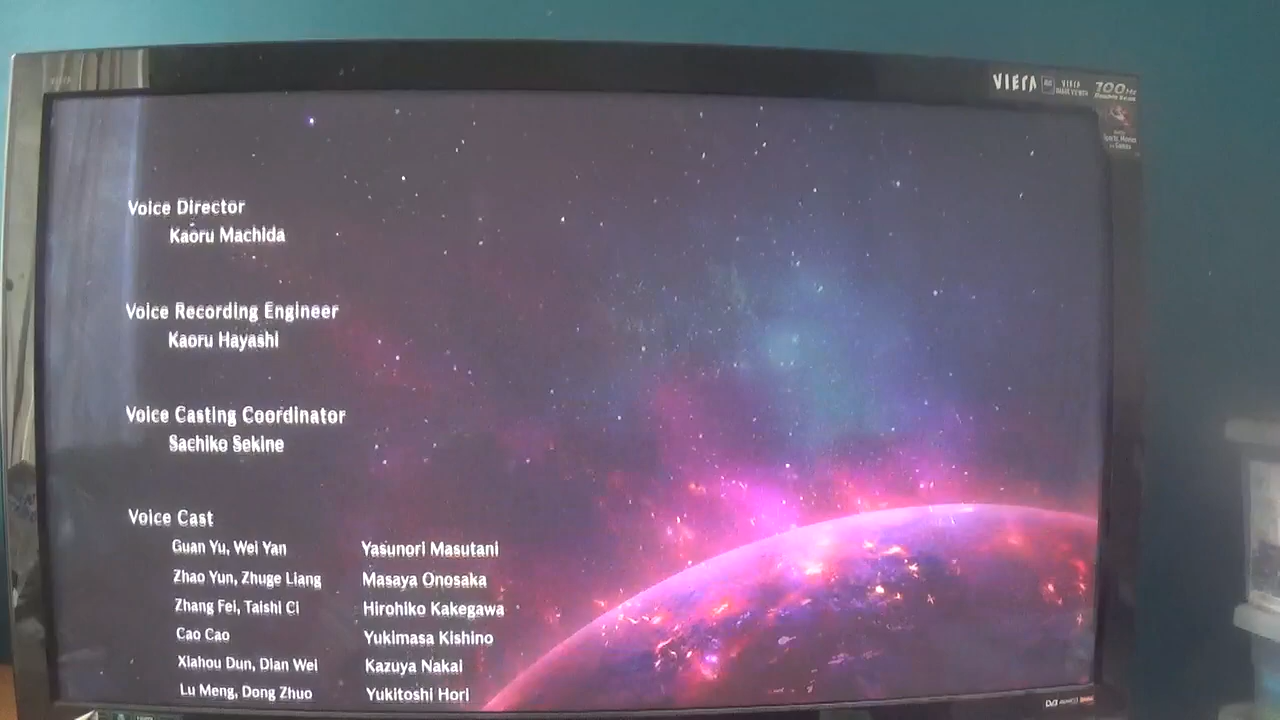 VIERA
VIERA
100Hz
Voice Director
Kaoru Machida
Voice Recording Engineer
Kaoru Hayashi
Voice Casting Coordinator
Sachiko Sekine
Voice Cast
Guan Yu, Wei Yan Yasunori Masutani
Zhao Yun, Zhuge Liang Masaya Onosaka
Zhang Fei, Taishi Ci Hirohiko Kakegawa
Cao Cao Yukimasa Kishino
Xiahou Dun, Dian Wei Kazuya Nakai
Lu Meng, Dong Zhuo Yukitoshi Hori